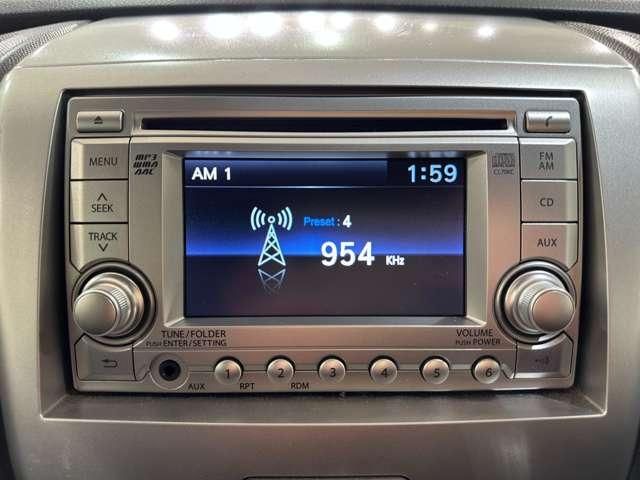 MENU
MP3
WMA
AAC
AM 1
1:59
CL70KC
FM
AM
SEEK
Preset : 4
CD
TRACK
954 KHz
AUX
TUNE/FOLDER
PUSH ENTER/SETTING
VOLUME
PUSH POWER
AUX
1
RPT
2
RDM
3
4
5
6